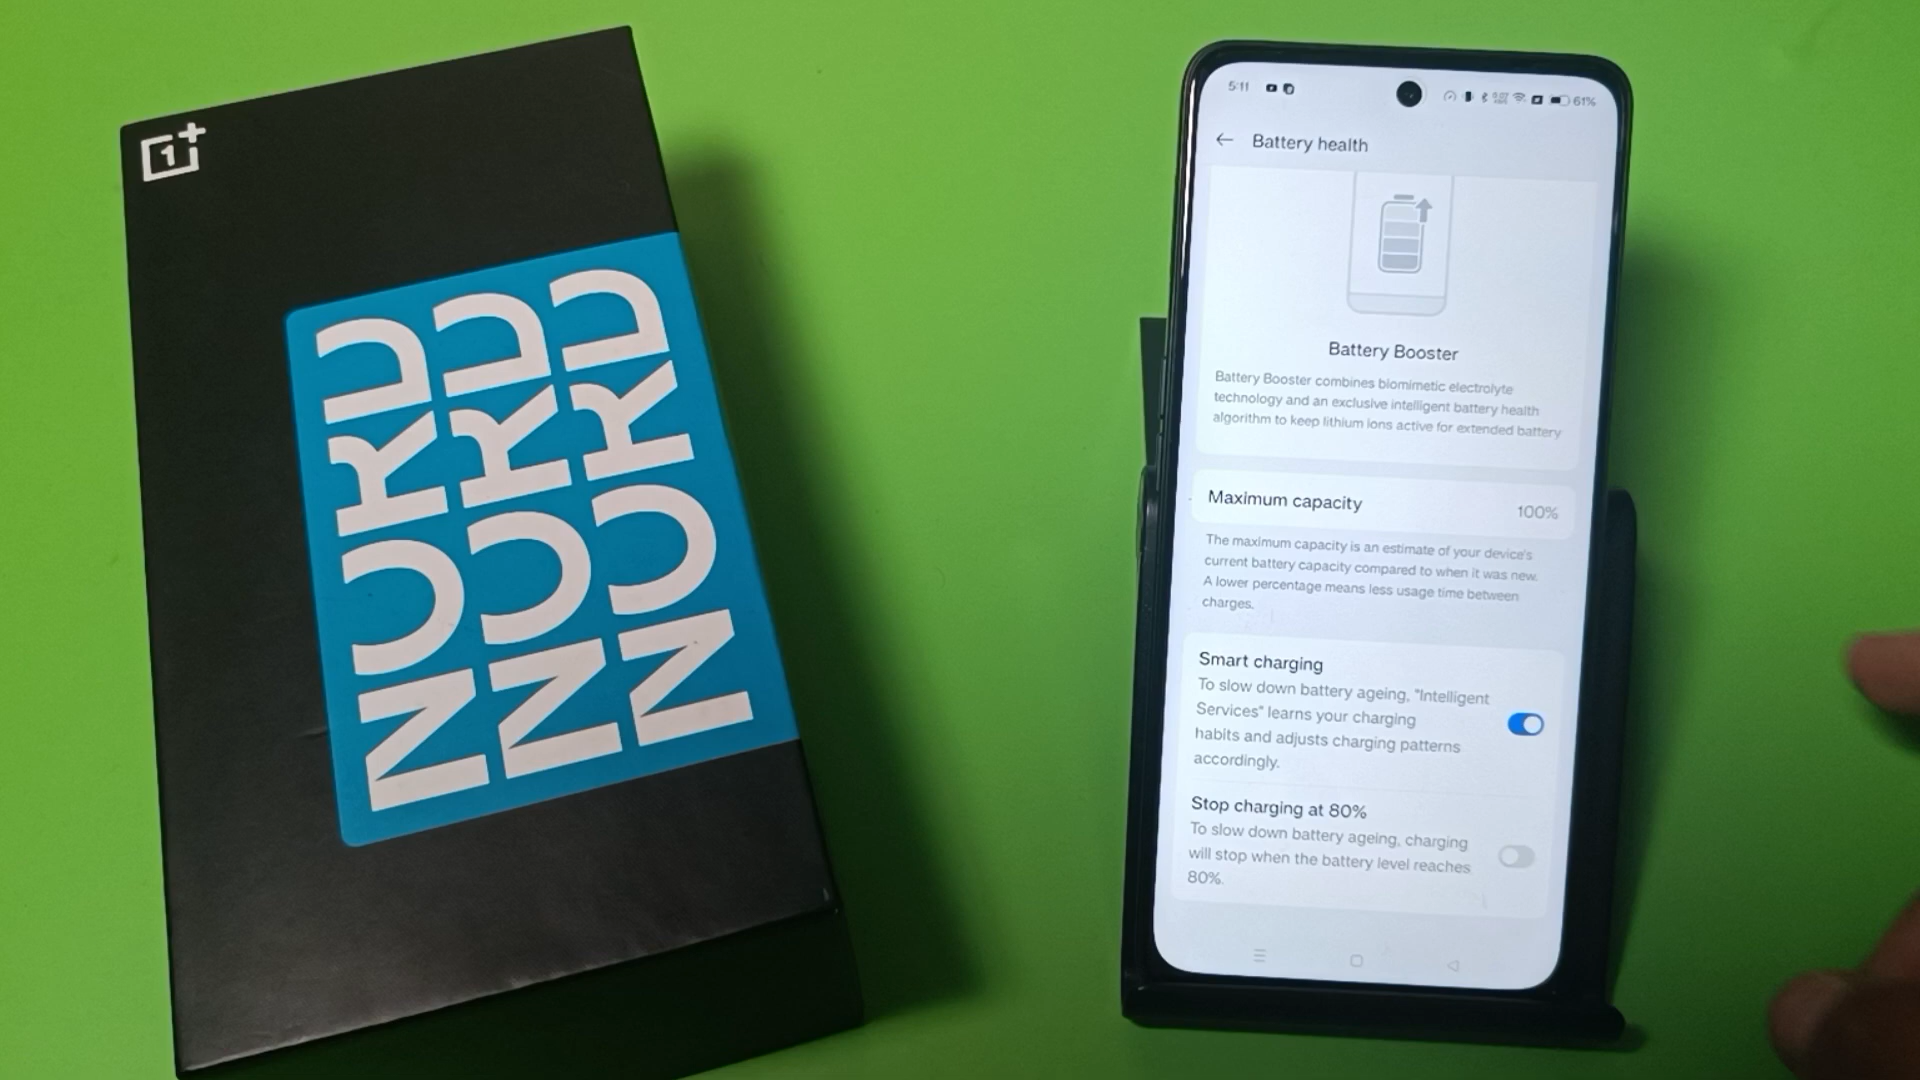 NORD
NORD
NORD
5:11
61%
Battery health
Battery Booster
Battery Booster combines biomimetic electrolyte
technology and an exclusive intelligent battery health
algorithm to keep lithium ions active for extended battery
Maximum capacity
100%
The maximum capacity is an estimate of your device's
current battery capacity compared to when it was new.
A lower percentage means less usage time between
charges.
Smart charging
To slow down battery ageing, "Intelligent
Services" learns your charging
habits and adjusts charging patterns
accordingly.
Stop charging at 80%
To slow down battery ageing, charging
will stop when the battery level reaches
80%.